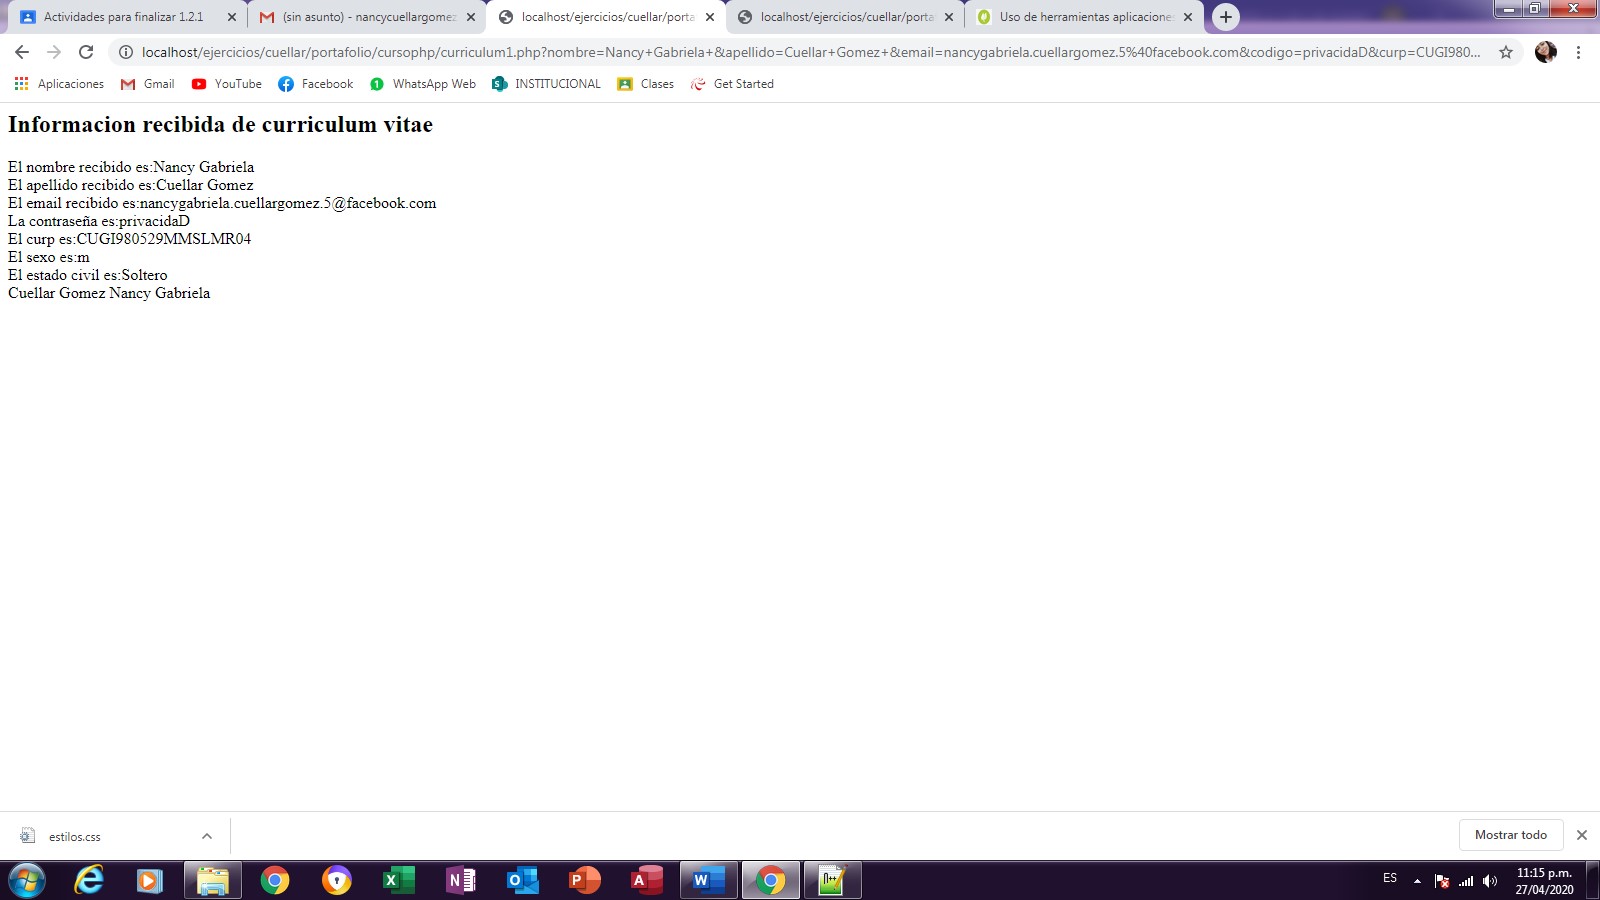 Actividades para finalizar 1.2.1
(sin asunto) - nancycuellargomez
localhost/ejercicios/cuellar/porta
localhost/ejercicios/cuellar/porta
Uso de herramientas aplicacione
localhost/ejercicios/cuellar/portafolio/cursophp/curriculum1.php?nombre=Nancy+Gabriela+&apellido=Cuellar+Gomez+&email=nancygabriela.cuellargomez.5%40facebook.com&codigo=privacidaD&curp=CUGI980...
Aplicaciones
Gmail
YouTube
Facebook
WhatsApp Web
INSTITUCIONAL
Clases
Get Started
Informacion recibida de curriculum vitae
El nombre recibido es:Nancy Gabriela
El apellido recibido es:Cuellar Gomez
El email recibido es:nancygabriela.cuellargomez.5@facebook.com
La contraseña es:privacidaD
El curp es:CUGI980529MMSLMR04
El sexo es:m
El estado civil es:Soltero
Cuellar Gomez Nancy Gabriela
estilos.css
Mostrar todo
ES
11:15 p.m.
27/04/2020